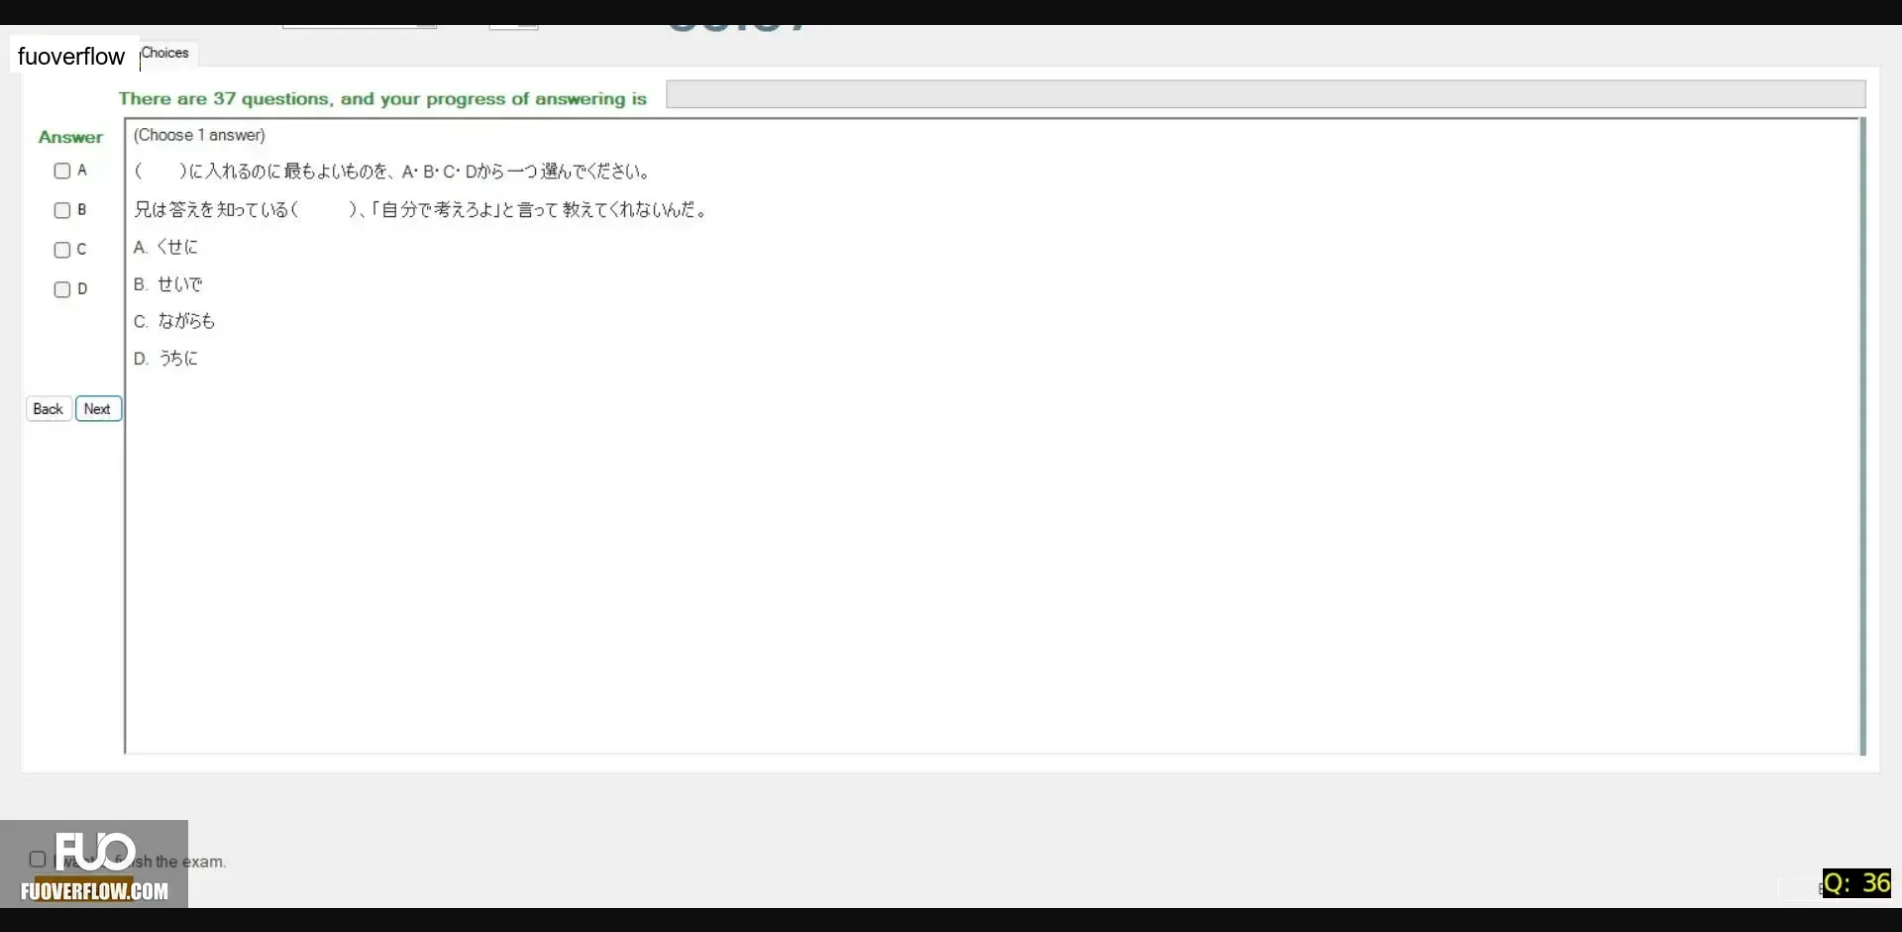 fuoverflow
Choices
There are 37 questions, and your progress of answering is
Answer
(Choose 1 answer)
A
(　　)に入れるのに最もよいものを、A・B・C・Dから一つ選んでください。
B
兄は答えを知っている(　　　)、「自分で考えろよ」と言って教えてくれないんだ。
C
A. くせに
D
B. せいで
C. ながらも
D. うちに
Back Next
FUO
the exam.
FUOVERFLOW.COM
Q: 36